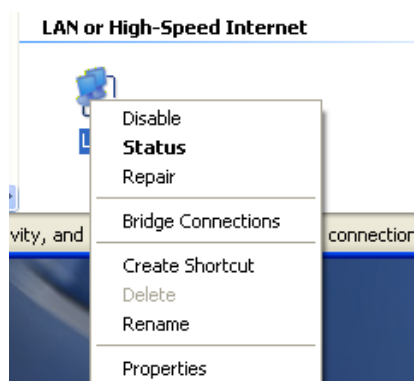 LAN or High-Speed Internet
L
Disable
Status
Repair
vity, and
Bridge Connections
connection
Create Shortcut
Delete
Rename
Properties